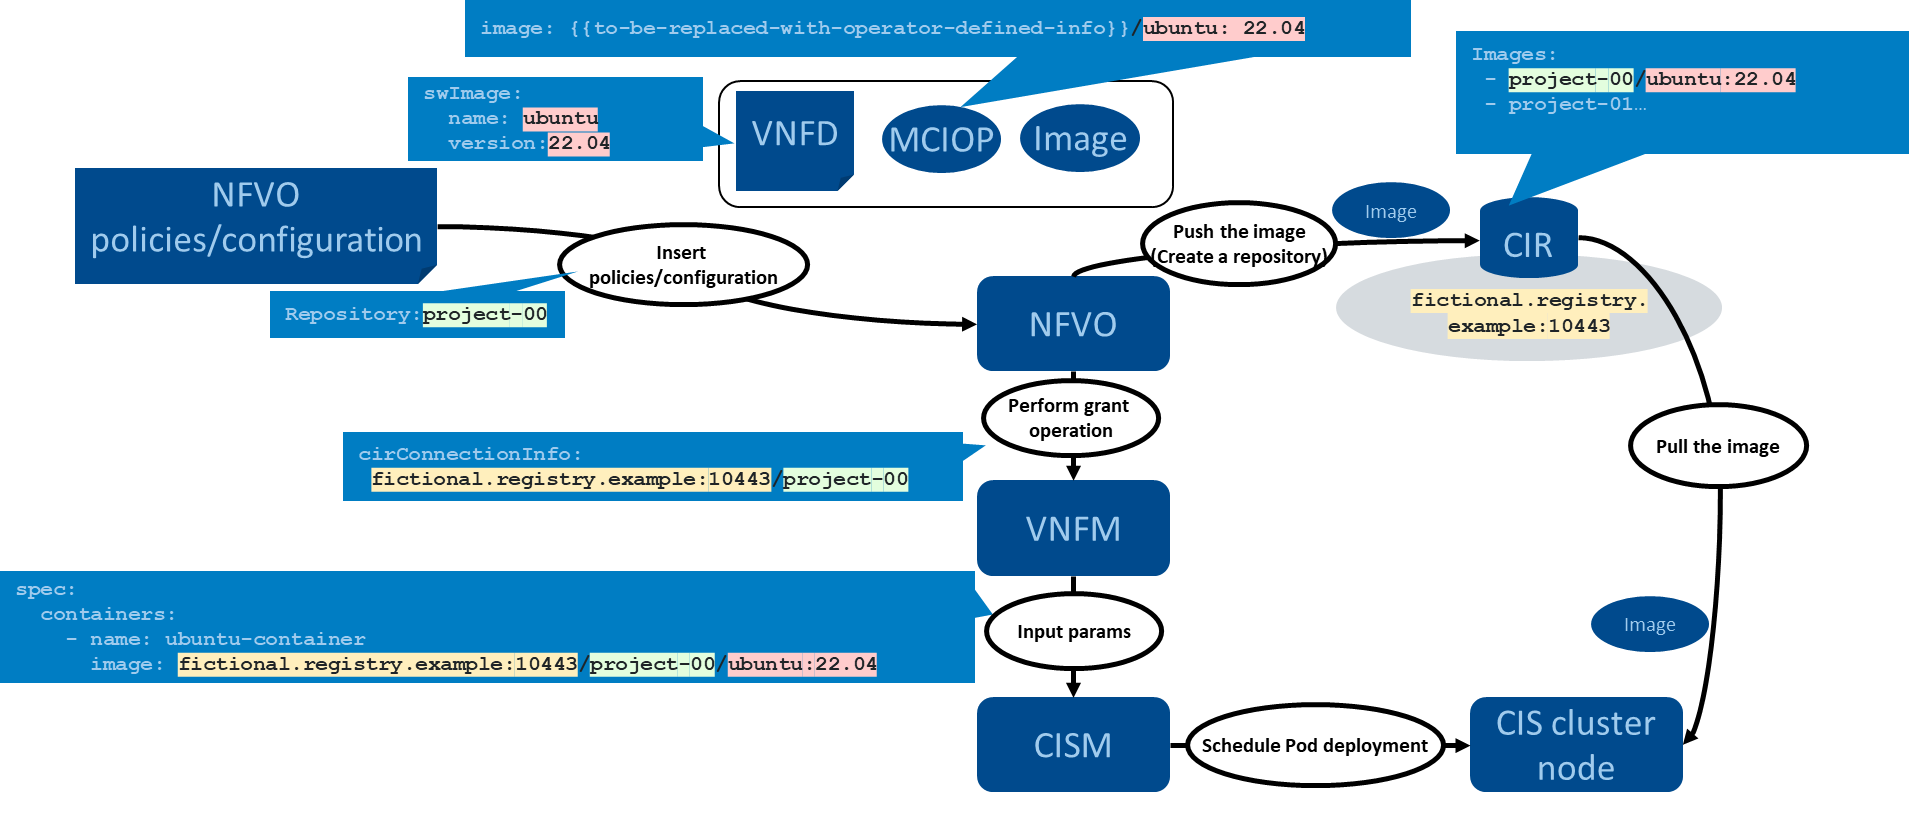 image: {{to-be-replaced-with-operator-defined-info}}/ubuntu: 22.04
swImage:
name: ubuntu
version:22.04
VNFD
MCIOP
Image
Images:
- project-00/ubuntu:22.04
- project-01…
NFVO
policies/configuration
Insert
policies/configuration
Repository:project-00
Push the image
(Create a repository)
Image
CIR
fictional.registry.
example:10443
NFVO
Perform grant
operation
cirConnectionInfo:
fictional.registry.example:10443/project-00
Pull the image
VNFM
spec:
containers:
- name: ubuntu-container
image: fictional.registry.example:10443/project-00/ubuntu:22.04
Input params
Image
CISM
Schedule Pod deployment
CIS cluster
node